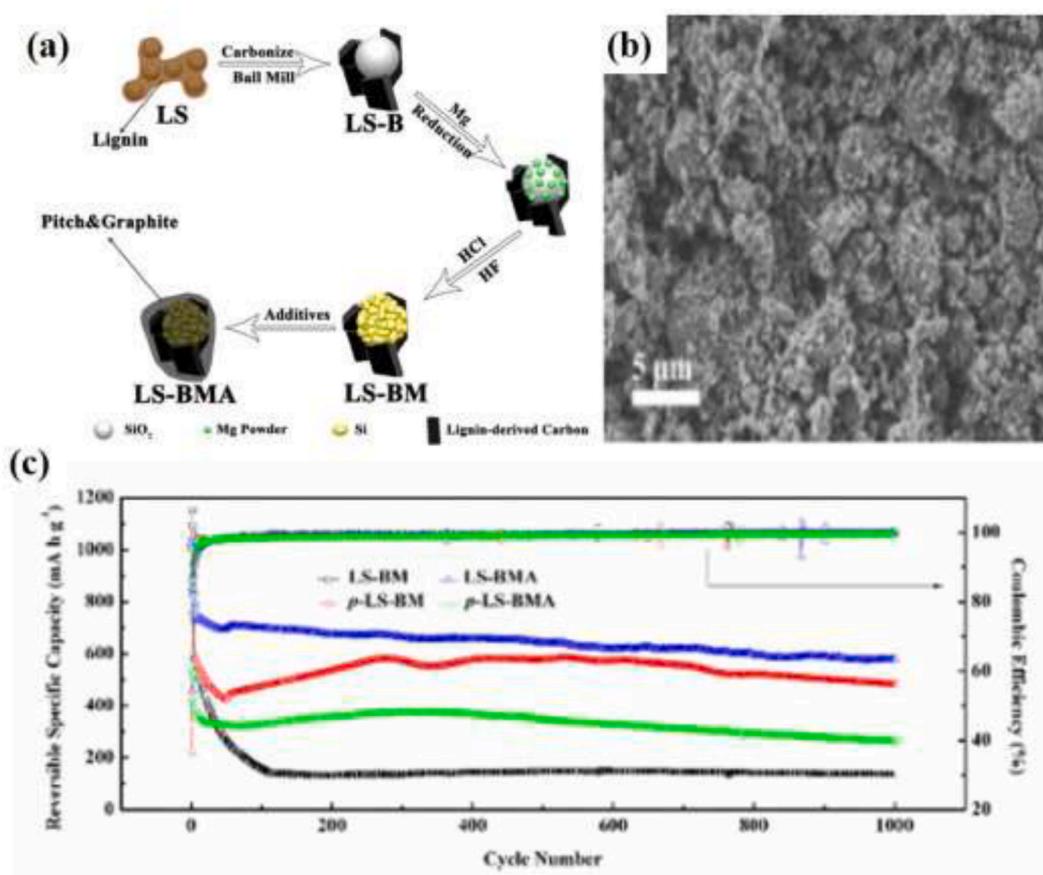 (a)
Carbonize
Ball Mill
LS
LS-B
Lignin
Mg
Reduction
Pitch&Graphite
HCl
HF
Additives
LS-BMA
LS-BM
SiO₂ Mg Powder Si Lignin-derived Carbon
(b)
5 μm
(c)
Reversible Specific Capacity (mA h g⁻¹)
1200
1000
800
600
400
200
0
LS-BM LS-BMA
p-LS-BM p-LS-BMA
100
80
60
40
20
Coulombic Efficiency (%)
0 200 400 600 800 1000
Cycle Number